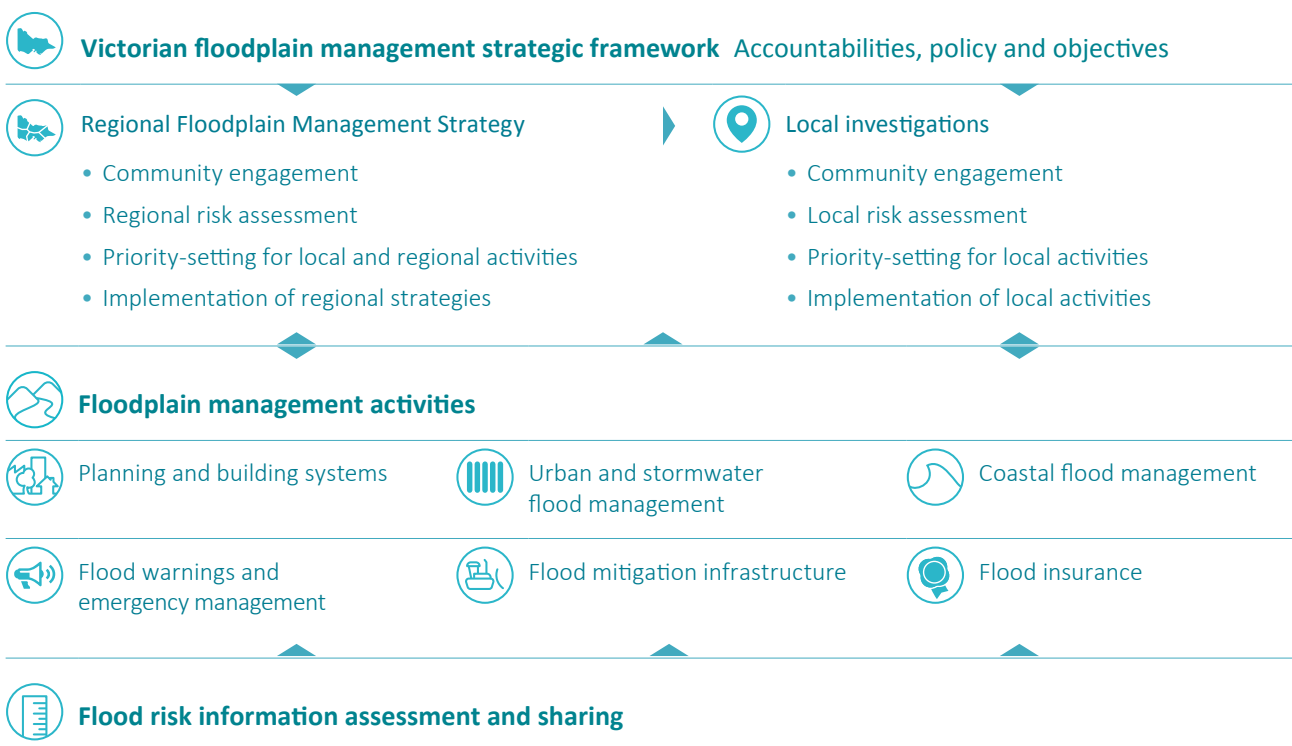 Victorian floodplain management strategic framework Accountabilities, policy and objectives
Regional Floodplain Management Strategy
• Community engagement
• Regional risk assessment
• Priority-setting for local and regional activities
• Implementation of regional strategies
Local investigations
• Community engagement
• Local risk assessment
• Priority-setting for local activities
• Implementation of local activities
Floodplain management activities
Planning and building systems
Urban and stormwater
flood management
Coastal flood management
Flood warnings and
emergency management
Flood mitigation infrastructure
Flood insurance
Flood risk information assessment and sharing